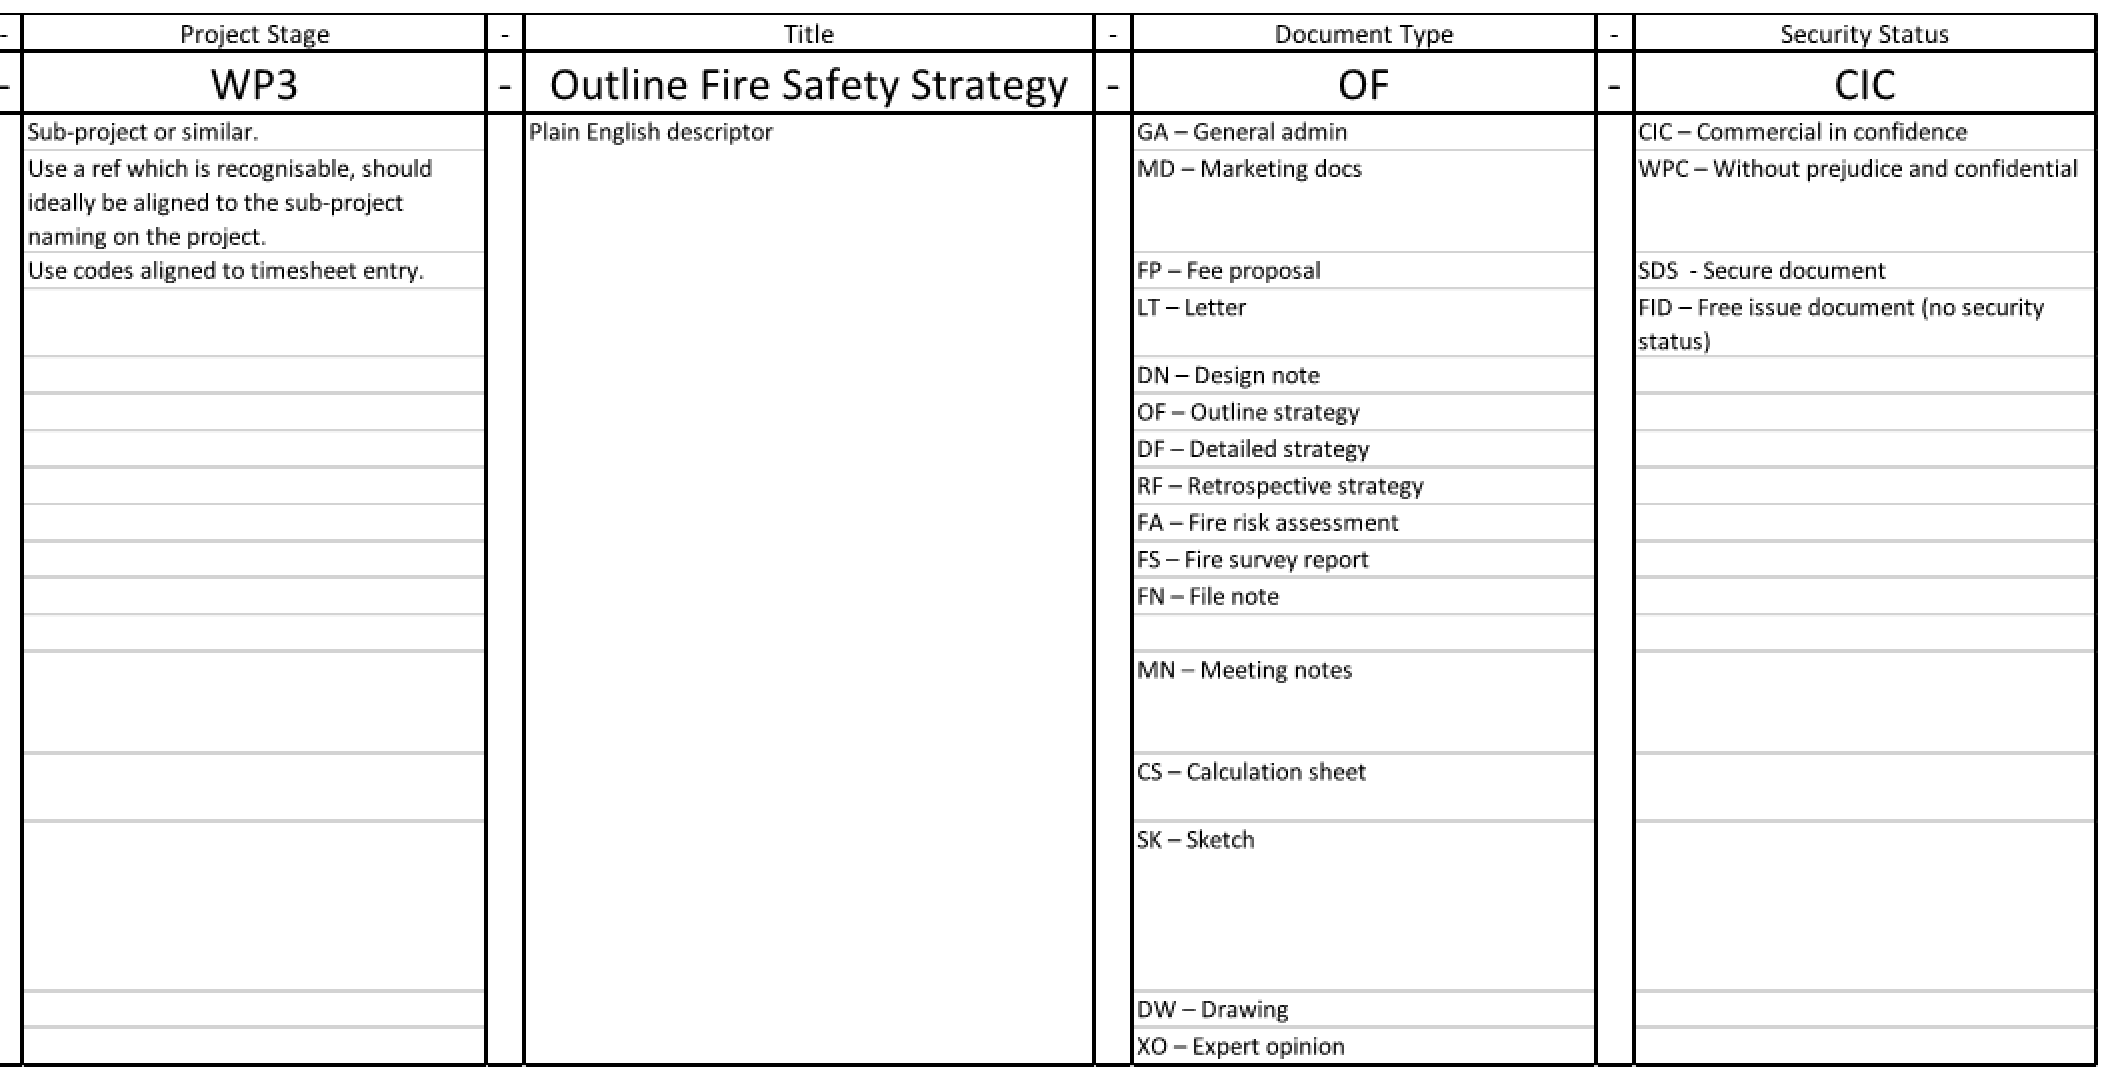 - Project Stage - Title - Document Type - Security Status
- WP3 - Outline Fire Safety Strategy - OF - CIC
Sub-project or similar. Plain English descriptor GA – General admin CIC – Commercial in confidence
Use a ref which is recognisable, should MD – Marketing docs WPC – Without prejudice and confidential
ideally be aligned to the sub-project
naming on the project.
Use codes aligned to timesheet entry. FP – Fee proposal SDS - Secure document
LT – Letter FID – Free issue document (no security
status)
DN – Design note
OF – Outline strategy
DF – Detailed strategy
RF – Retrospective strategy
FA – Fire risk assessment
FS – Fire survey report
FN – File note
MN – Meeting notes
CS – Calculation sheet
SK – Sketch
DW – Drawing
XO – Expert opinion